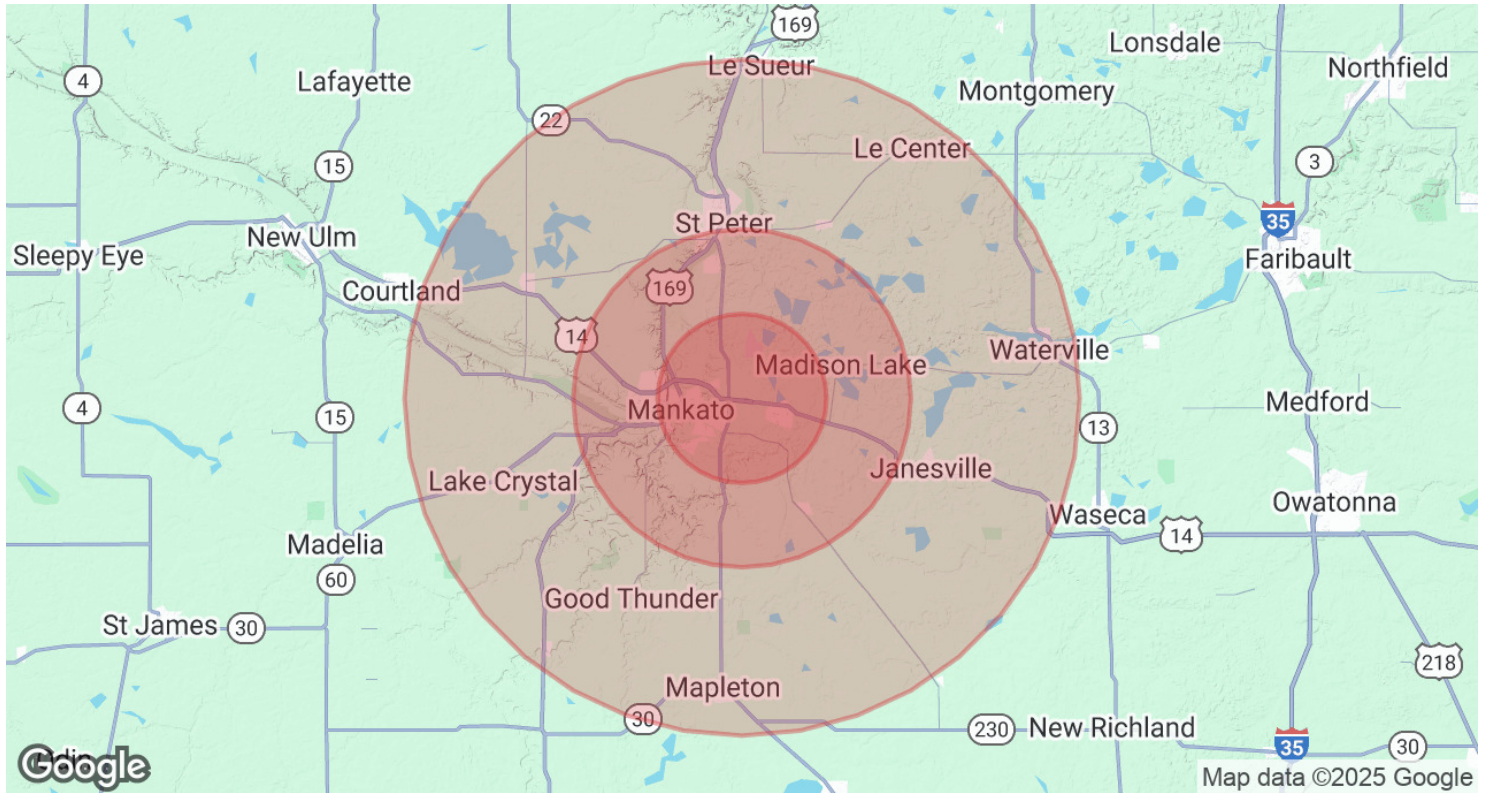 169
Lonsdale
Le Sueur
Northfield
Lafayette
4
Montgomery
22
Le Center
3
15
St Peter
35
New Ulm
Sleepy Eye
Faribault
169
Courtland
14
Waterville
Madison Lake
Mankato
Medford
4
15
13
Janesville
Lake Crystal
Owatonna
Waseca
14
Madelia
60
Good Thunder
St James
30
218
Mapleton
30
230
New Richland
35
30
Google
Map data ©2025 Google